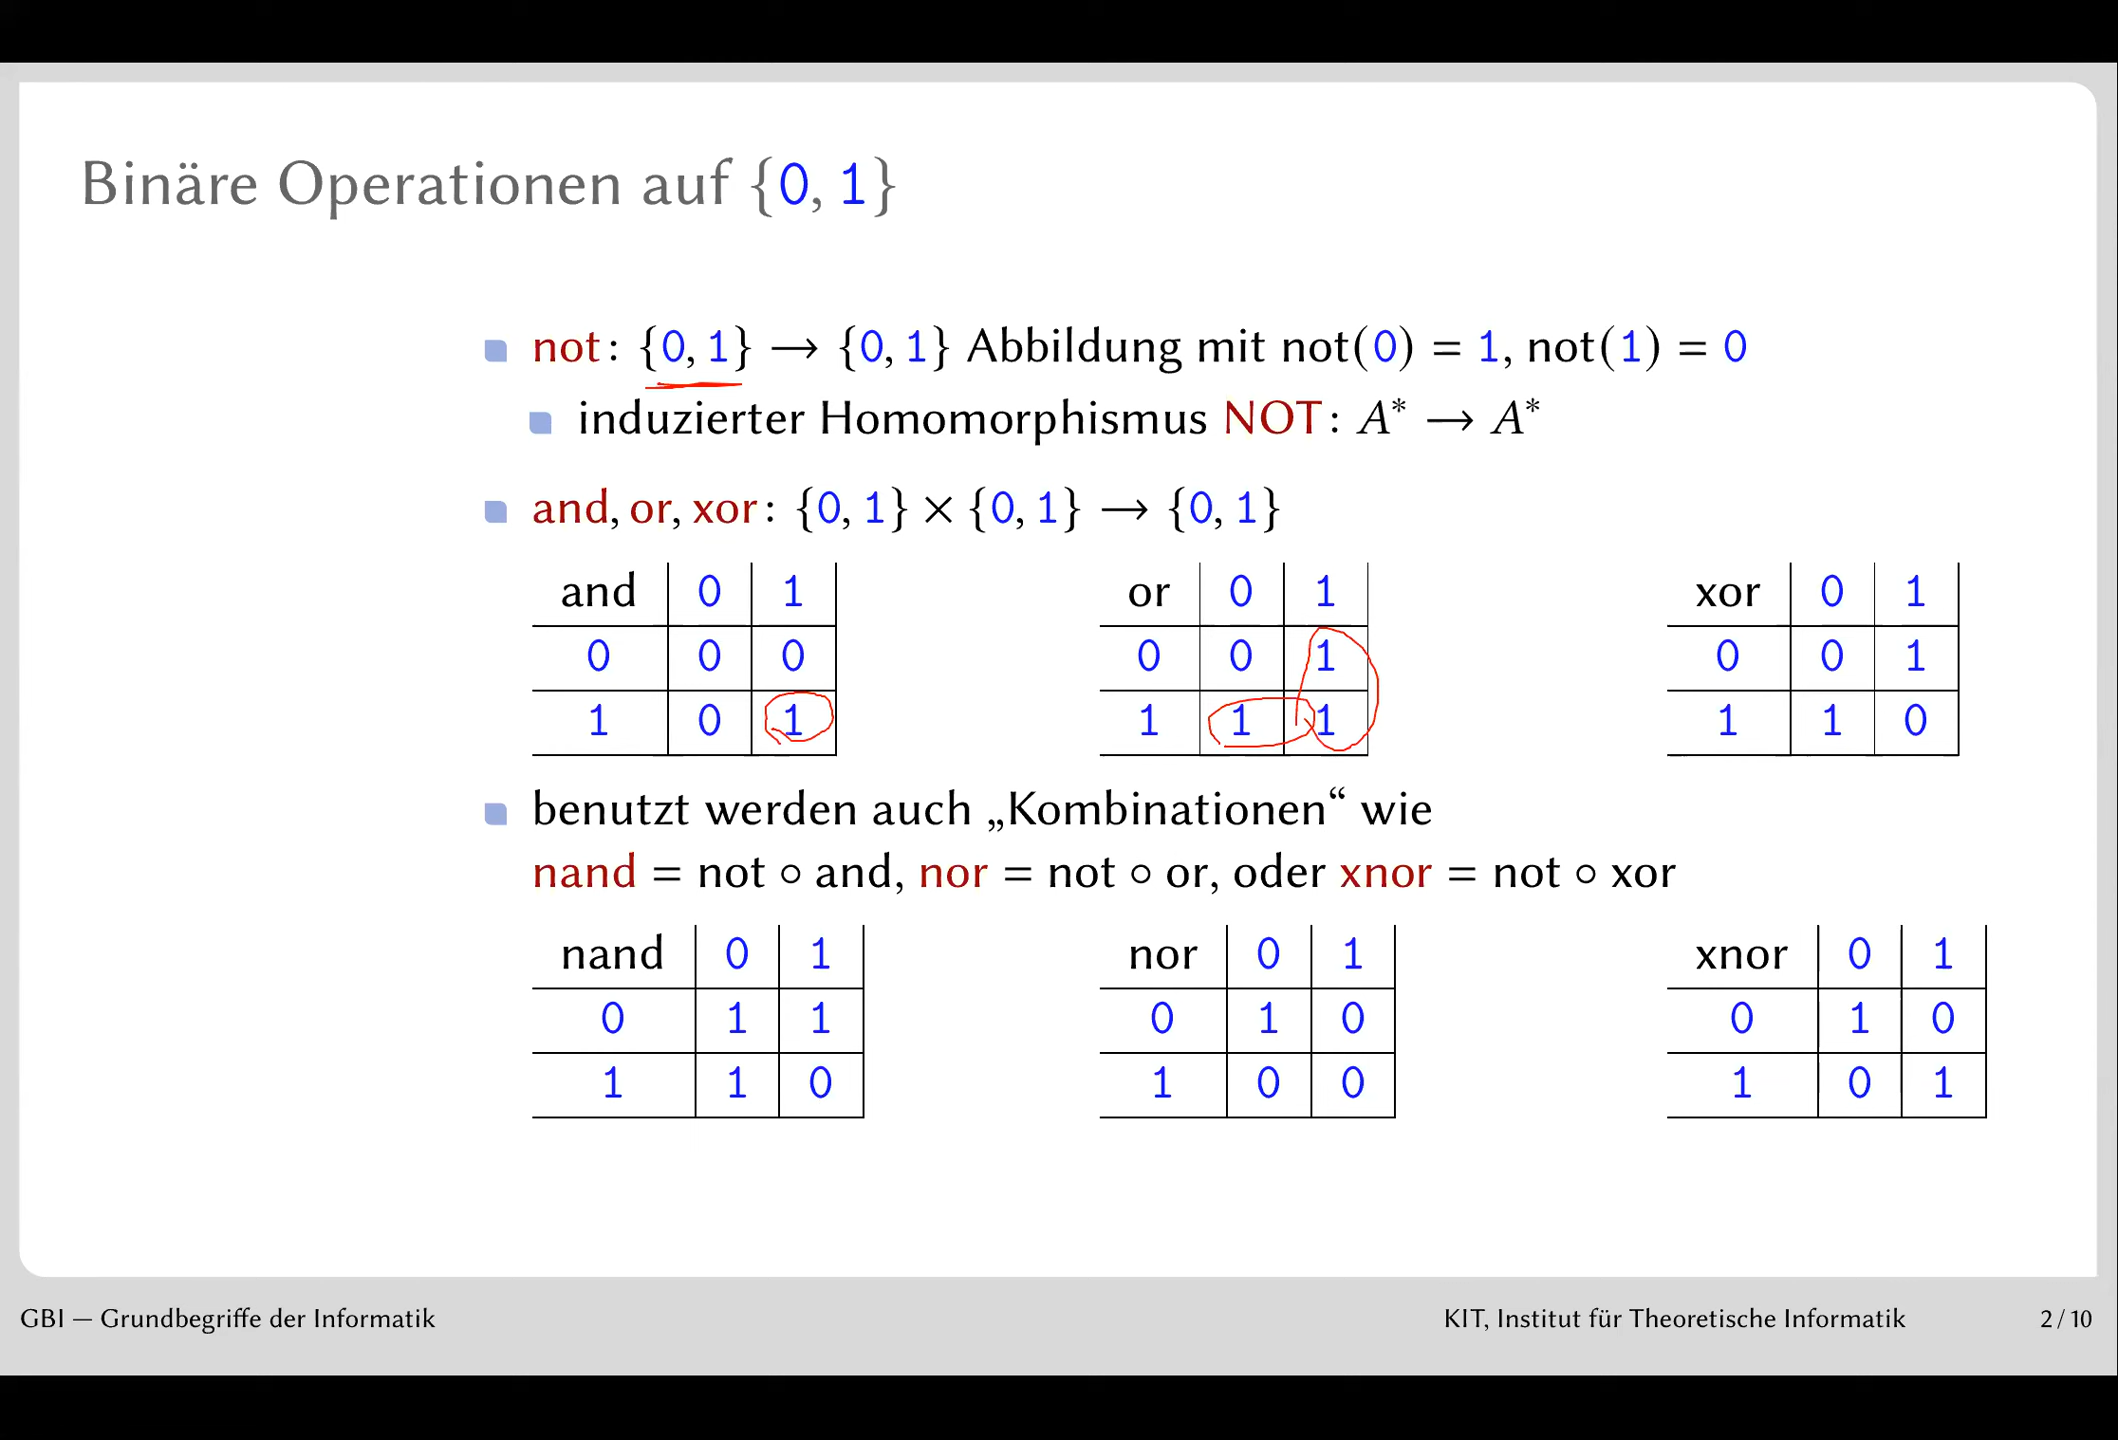 Binäre Operationen auf {0, 1}
not: {0, 1} → {0, 1} Abbildung mit not(0) = 1, not(1) = 0
induzierter Homomorphismus NOT: A* → A*
and, or, xor: {0, 1} × {0, 1} → {0, 1}
and 0 1
0 0 0
1 0 1
or 0 1
0 0 1
1 1 1
xor 0 1
0 0 1
1 1 0
benutzt werden auch „Kombinationen“ wie
nand = not ∘ and, nor = not ∘ or, oder xnor = not ∘ xor
nand 0 1
0 1 1
1 1 0
nor 0 1
0 1 0
1 0 0
xnor 0 1
0 1 0
1 0 1
GBI — Grundbegriffe der Informatik
KIT, Institut für Theoretische Informatik
2 / 10